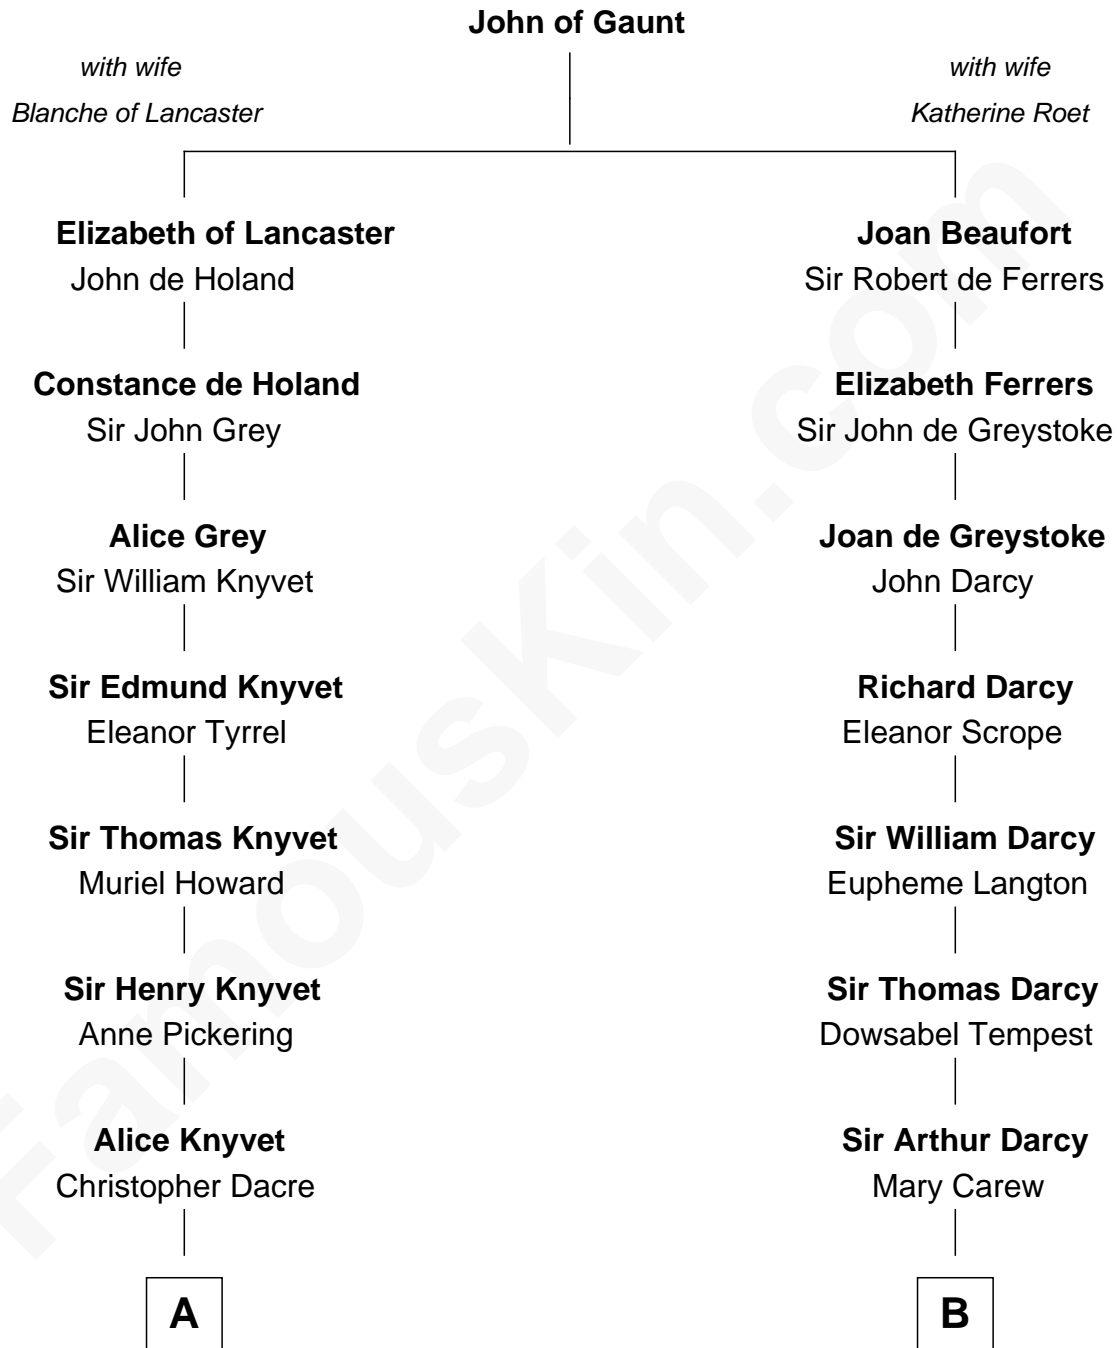 John of Gaunt
with wife
Blanche of Lancaster
with wife
Katherine Roet
Elizabeth of Lancaster
John de Holand
Joan Beaufort
Sir Robert de Ferrers
Constance de Holand
Sir John Grey
Elizabeth Ferrers
Sir John de Greystoke
Alice Grey
Sir William Knyvet
Joan de Greystoke
John Darcy
Sir Edmund Knyvet
Eleanor Tyrrel
Richard Darcy
Eleanor Scrope
Sir Thomas Knyvet
Muriel Howard
Sir William Darcy
Eupheme Langton
Sir Henry Knyvet
Anne Pickering
Sir Thomas Darcy
Dowsabel Tempest
Alice Knyvet
Christopher Dacre
Sir Arthur Darcy
Mary Carew
A
B
FamousKin.com